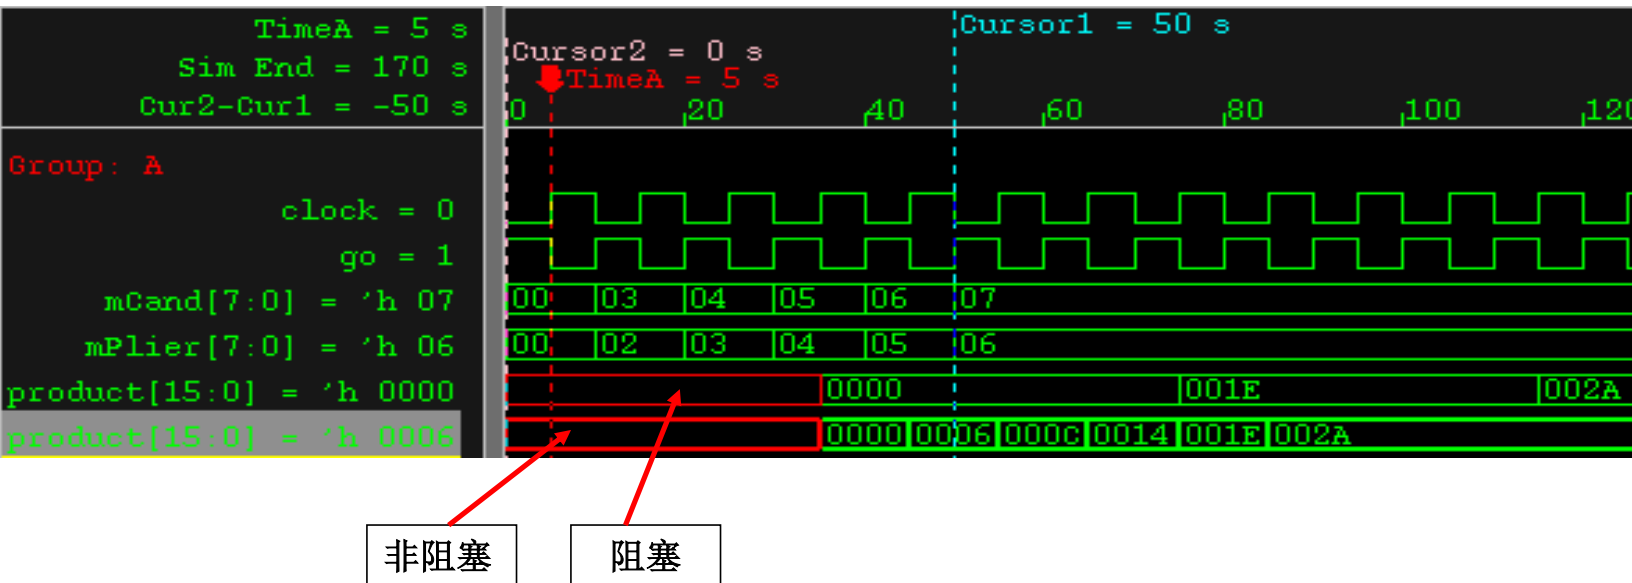 TimeA = 5 s
Sim End = 170 s
Cur2-Cur1 = -50 s
Cursor1 = 50 s
Cursor2 = 0 s
TimeA = 5 s
0 20 40 60 80 100 120
Group: A
clock = 0
go = 1
mCand[7:0] = 'h 07 00 03 04 05 06 07
mPlier[7:0] = 'h 06 00 02 03 04 05 06
product[15:0] = 'h 0000 0000 001E 002A
product[15:0] = 'h 0006 0000 0006 000C 0014 001E 002A
非阻塞 阻塞